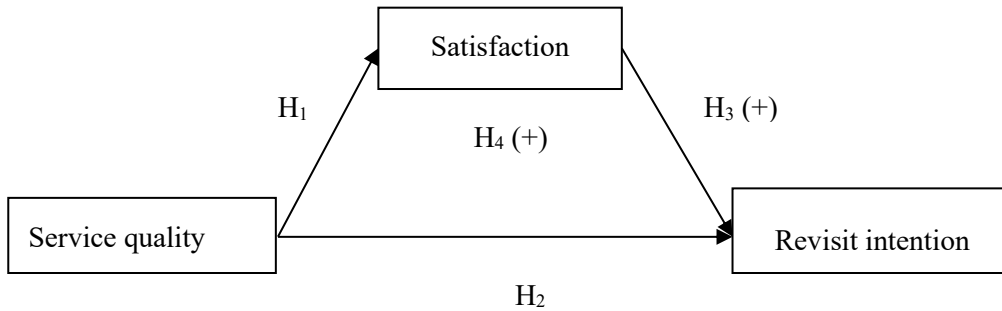 Satisfaction
H₁
H₃ (+)
H₄ (+)
Service quality
Revisit intention
H₂